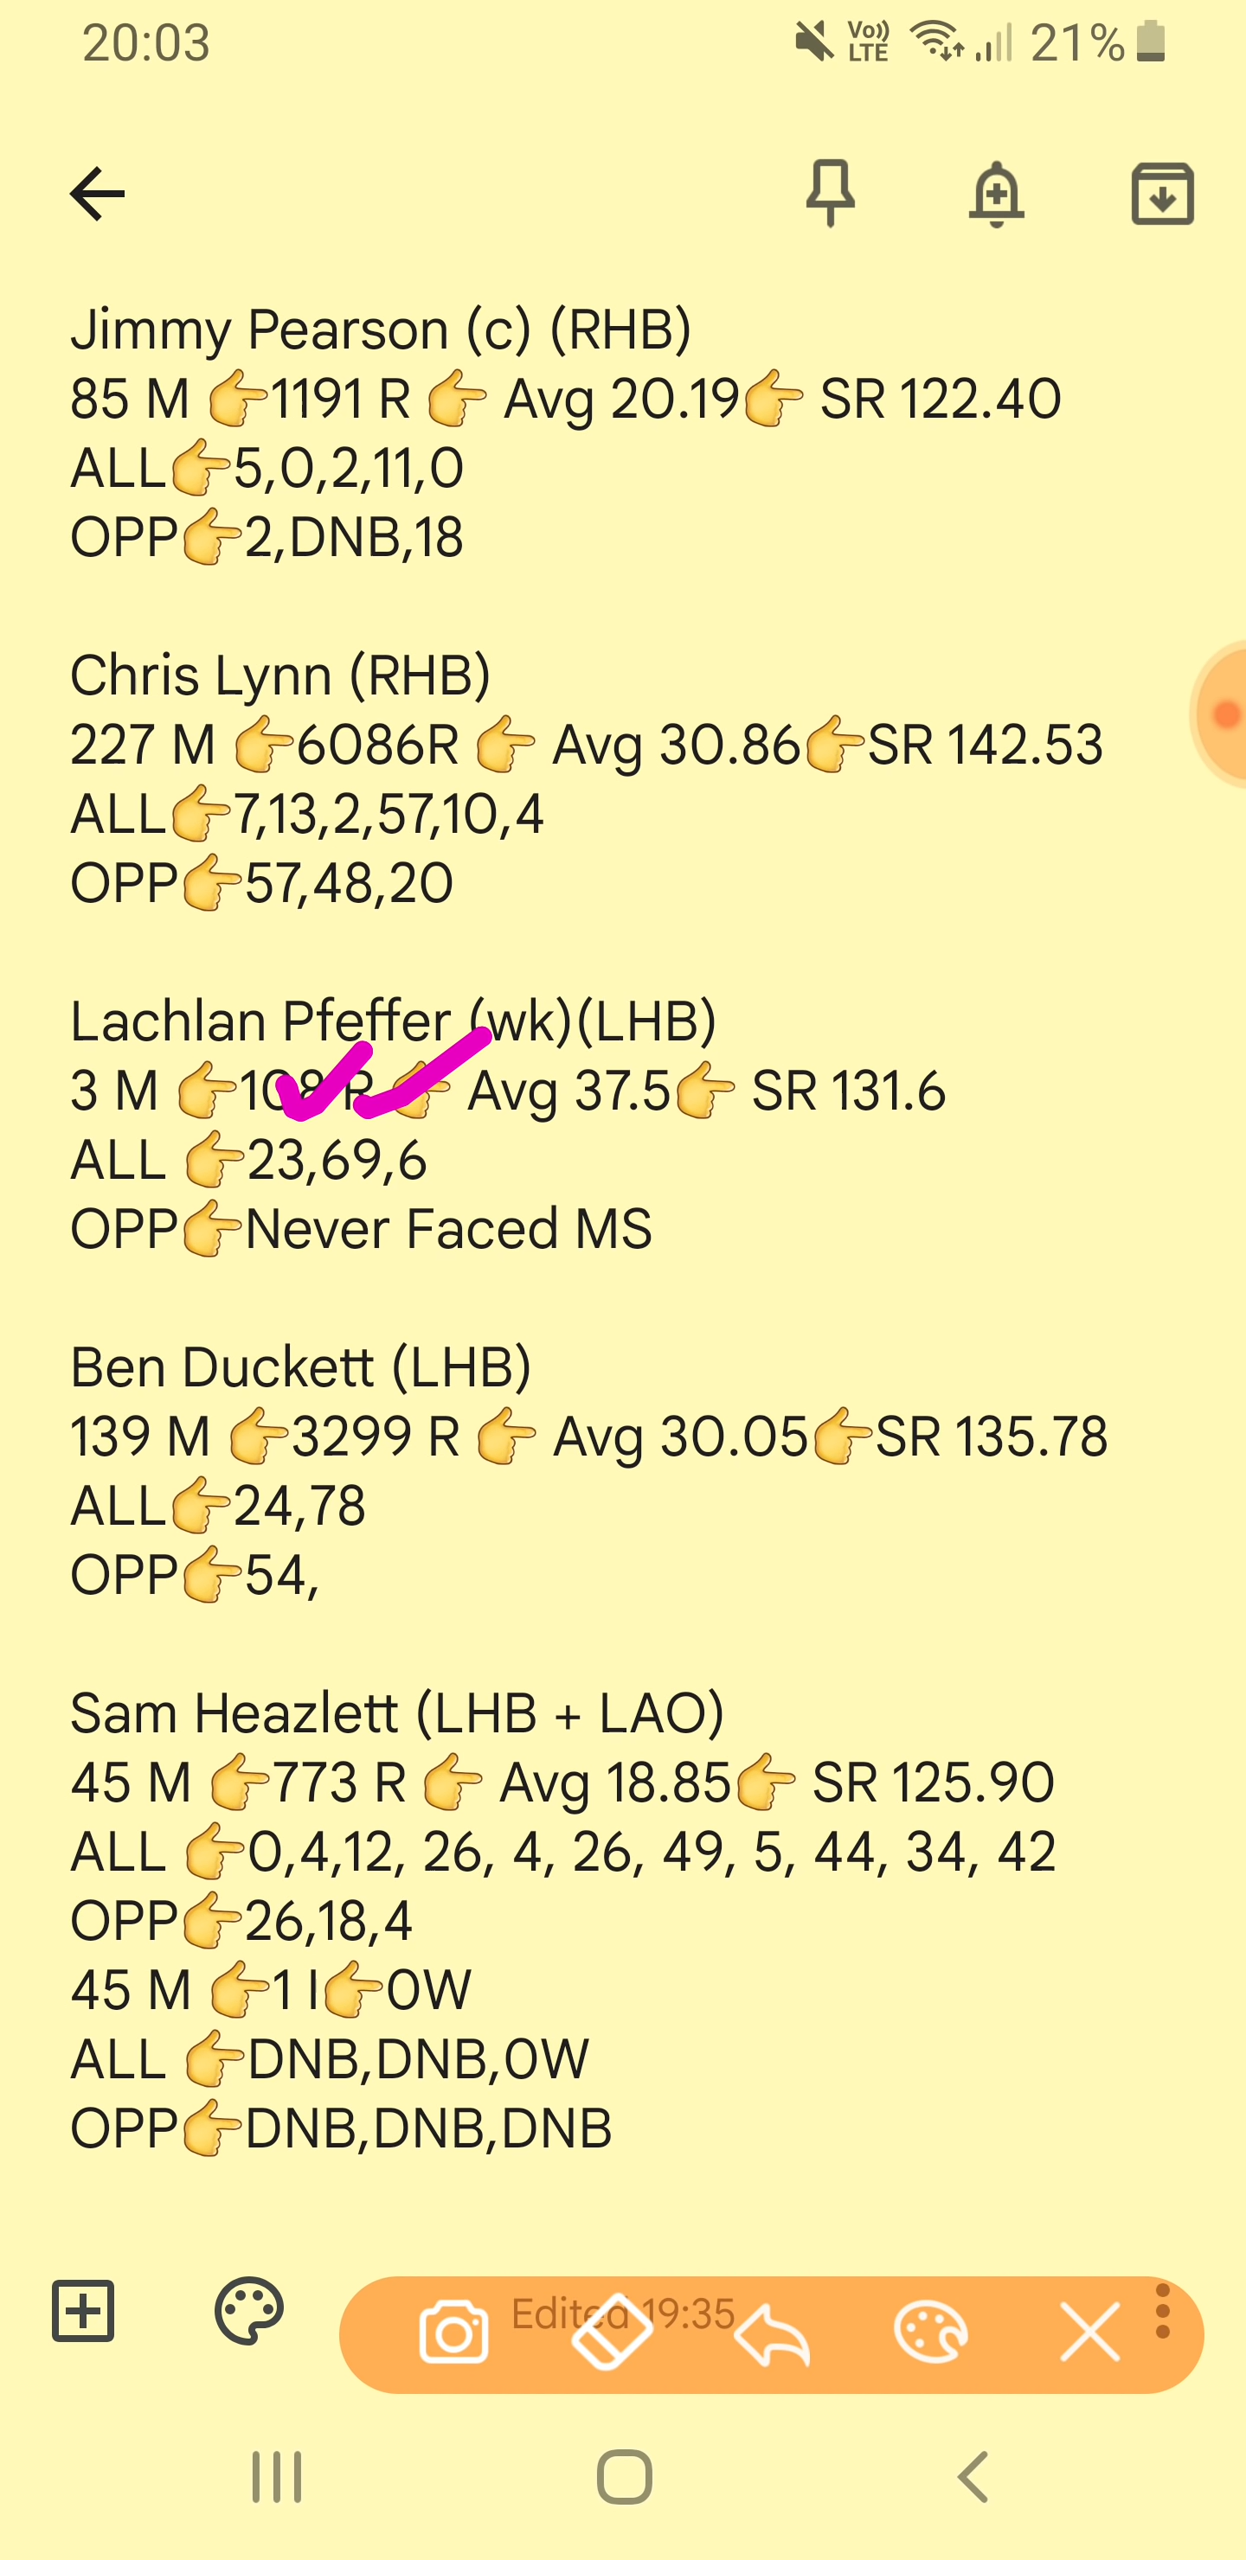 20:03
Vo)) LTE 21%
Jimmy Pearson (c) (RHB)
85 M 👉1191 R 👉 Avg 20.19👉 SR 122.40
ALL👉5,0,2,11,0
OPP👉2,DNB,18
Chris Lynn (RHB)
227 M 👉6086R 👉 Avg 30.86👉SR 142.53
ALL👉7,13,2,57,10,4
OPP👉57,48,20
Lachlan Pfeffer (wk)(LHB)
3 M 👉108 R 👉 Avg 37.5👉 SR 131.6
ALL 👉23,69,6
OPP👉Never Faced MS
Ben Duckett (LHB)
139 M 👉3299 R 👉 Avg 30.05👉SR 135.78
ALL👉24,78
OPP👉54,
Sam Heazlett (LHB + LAO)
45 M 👉773 R 👉 Avg 18.85👉 SR 125.90
ALL 👉0,4,12, 26, 4, 26, 49, 5, 44, 34, 42
OPP👉26,18,4
45 M 👉1 I👉0W
ALL 👉DNB,DNB,0W
OPP👉DNB,DNB,DNB
Edited 19:35